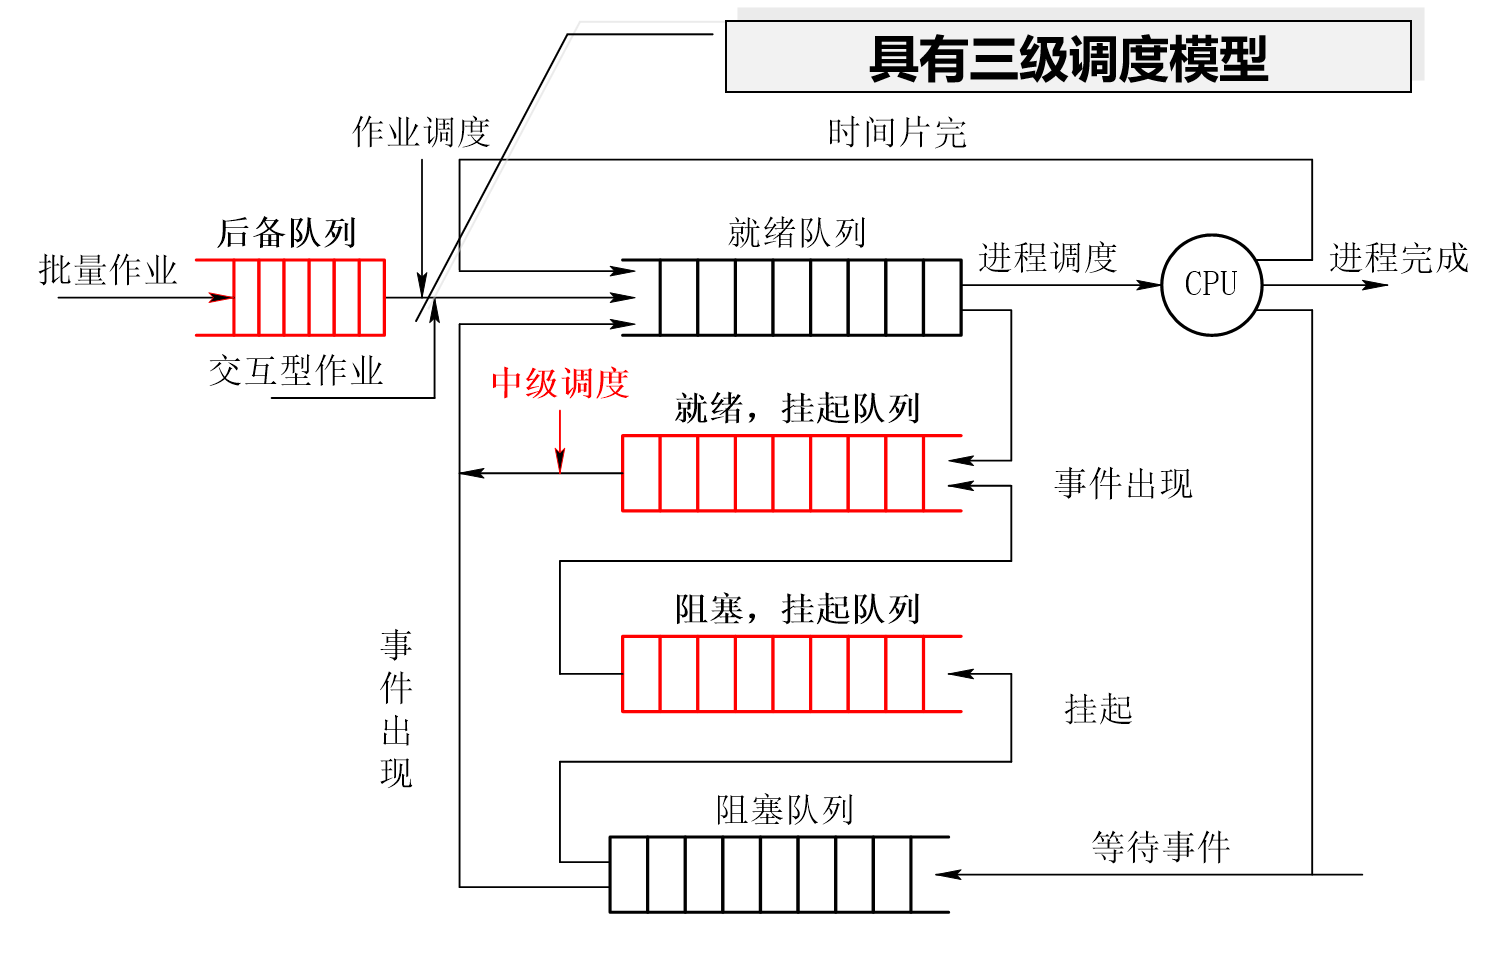 具有三级调度模型
作业调度
时间片完
后备队列
就绪队列
批量作业
进程调度
CPU
进程完成
交互型作业
中级调度
就绪，挂起队列
事件出现
阻塞，挂起队列
事件出现
挂起
阻塞队列
等待事件